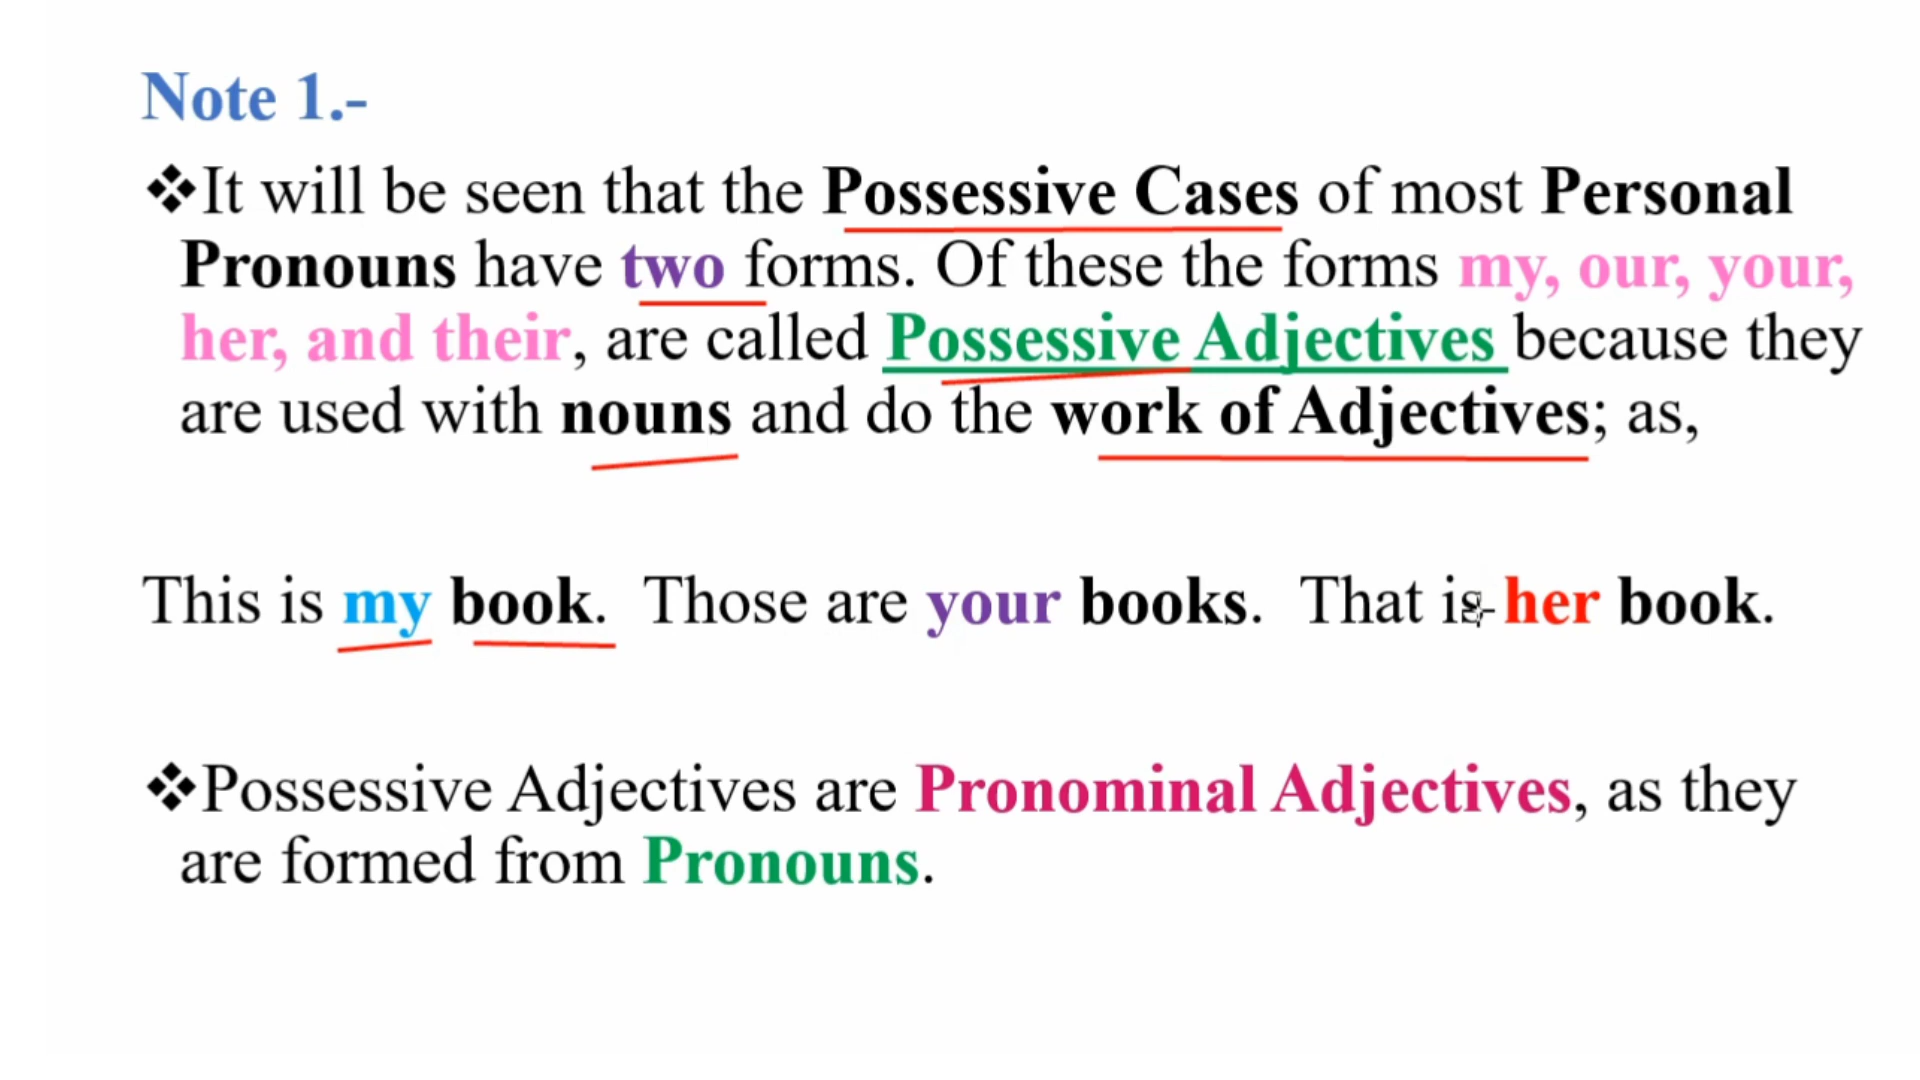 Note 1.-
❖It will be seen that the Possessive Cases of most Personal
Pronouns have two forms. Of these the forms my, our, your,
her, and their, are called Possessive Adjectives because they
are used with nouns and do the work of Adjectives; as,
This is my book. Those are your books. That is her book.
❖Possessive Adjectives are Pronominal Adjectives, as they
are formed from Pronouns.